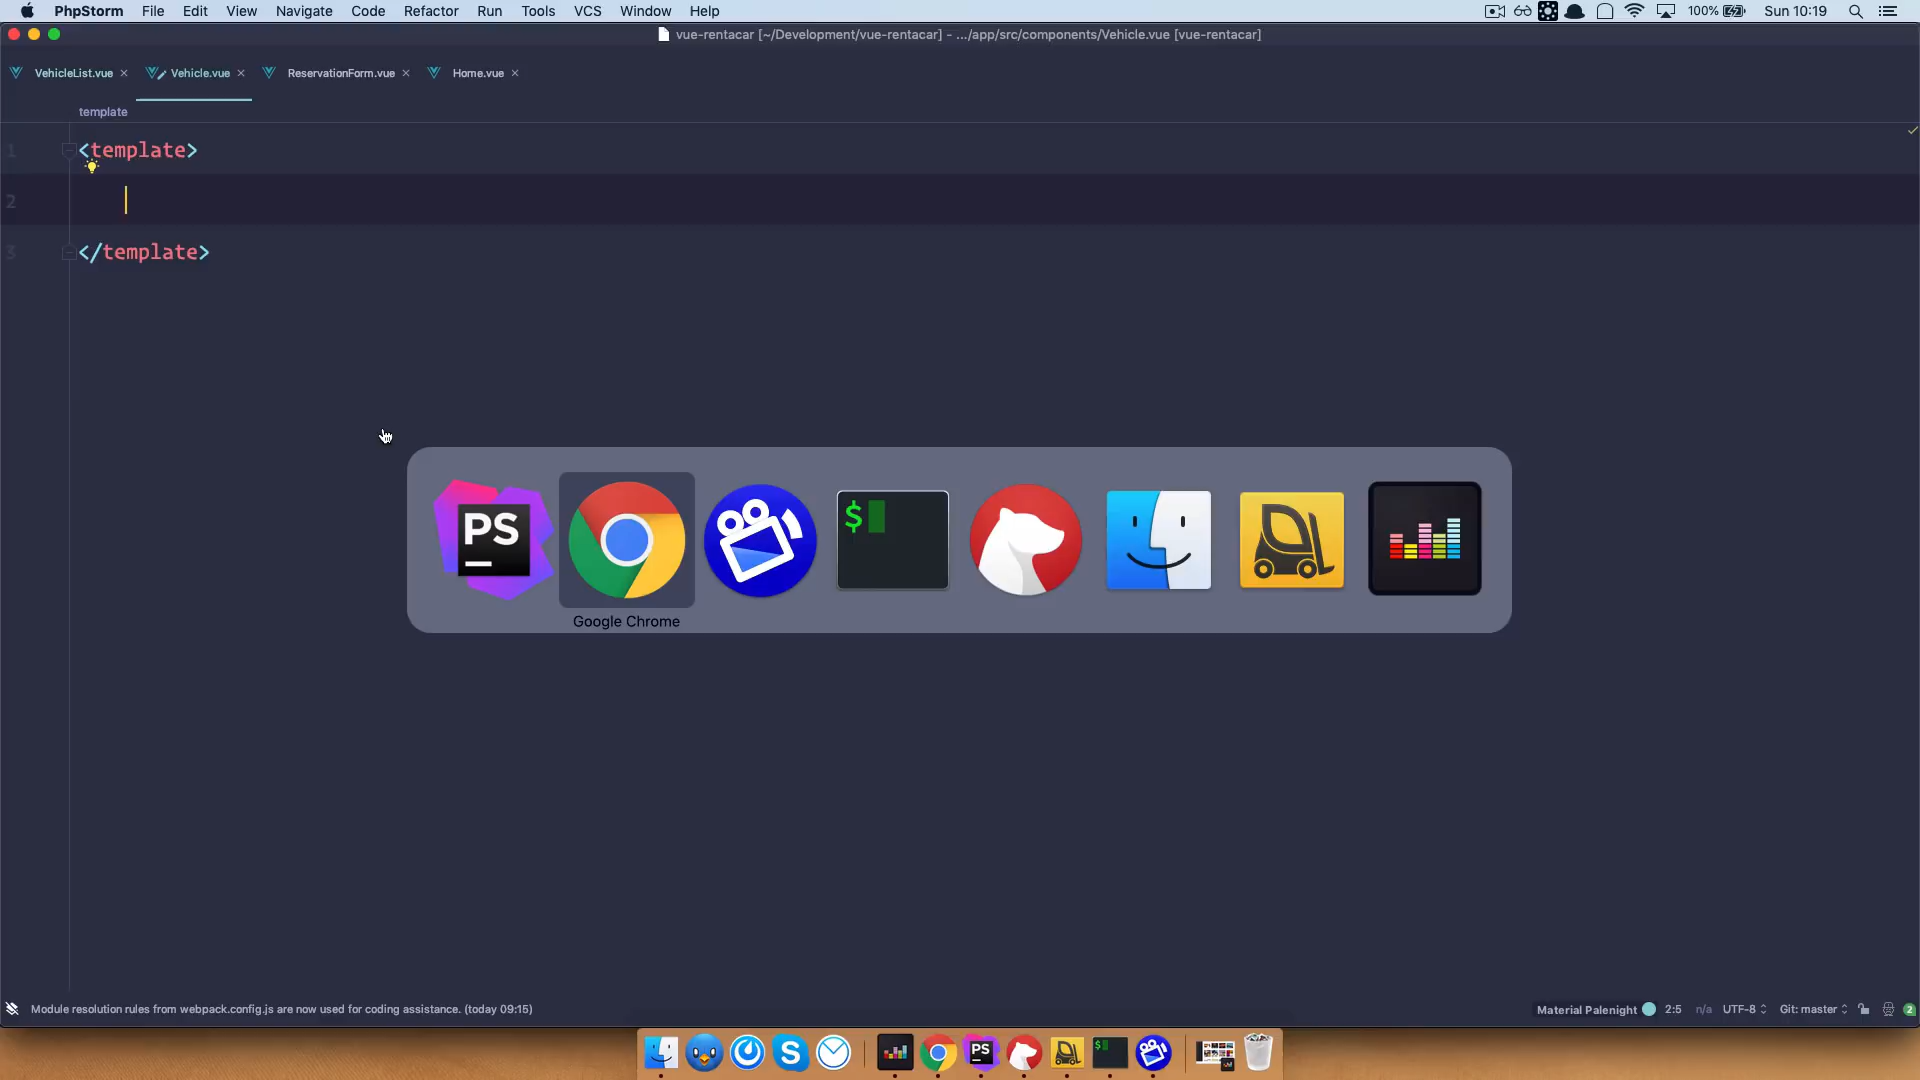 PhpStorm File Edit View Navigate Code Refactor Run Tools VCS Window Help 100% Sun 10:19
vue-rentacar [~/Development/vue-rentacar] - .../app/src/components/Vehicle.vue [vue-rentacar]
VehicleList.vue × Vehicle.vue × ReservationForm.vue × Home.vue ×
template
1 <template>
2
3 </template>
PS
$
Google Chrome
Module resolution rules from webpack.config.js are now used for coding assistance. (today 09:15) Material Palenight 2:5 n/a UTF-8 Git: master 2
S PS $